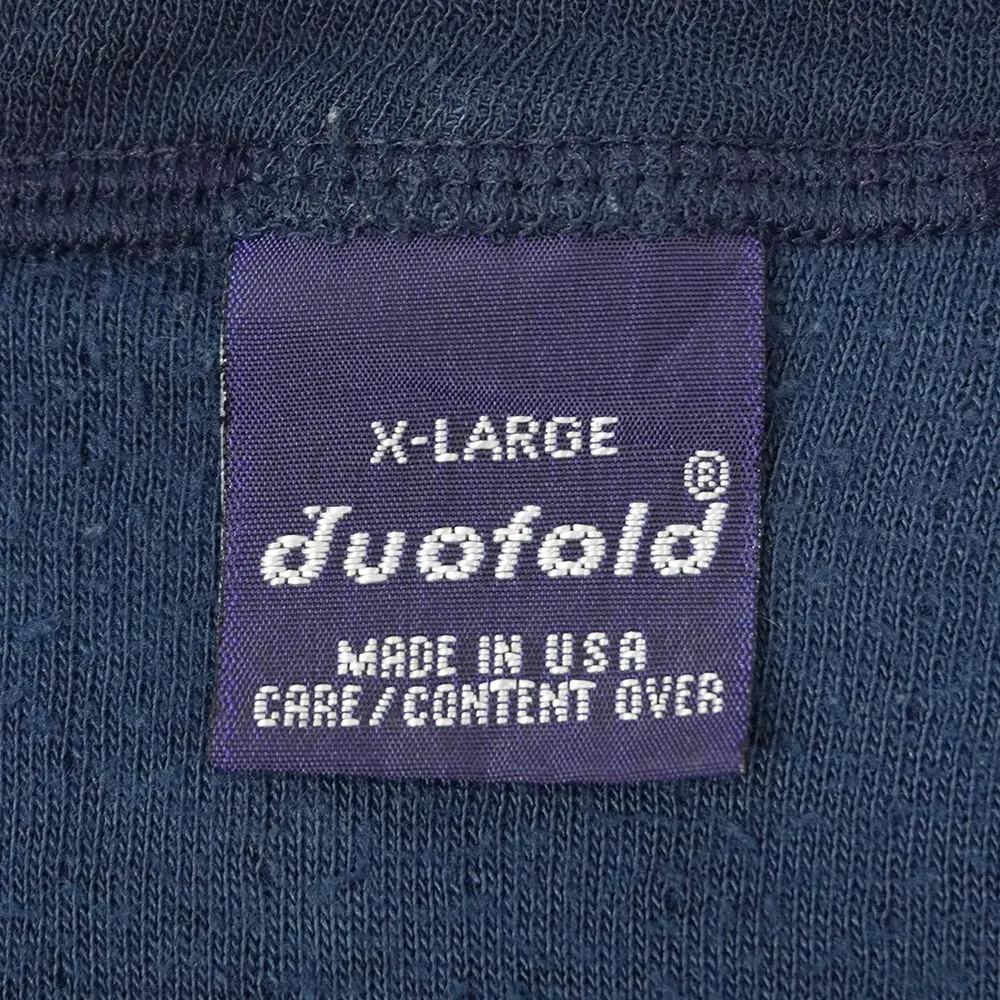 X-LARGE
duofold®
MADE IN USA
CARE/CONTENT OVER